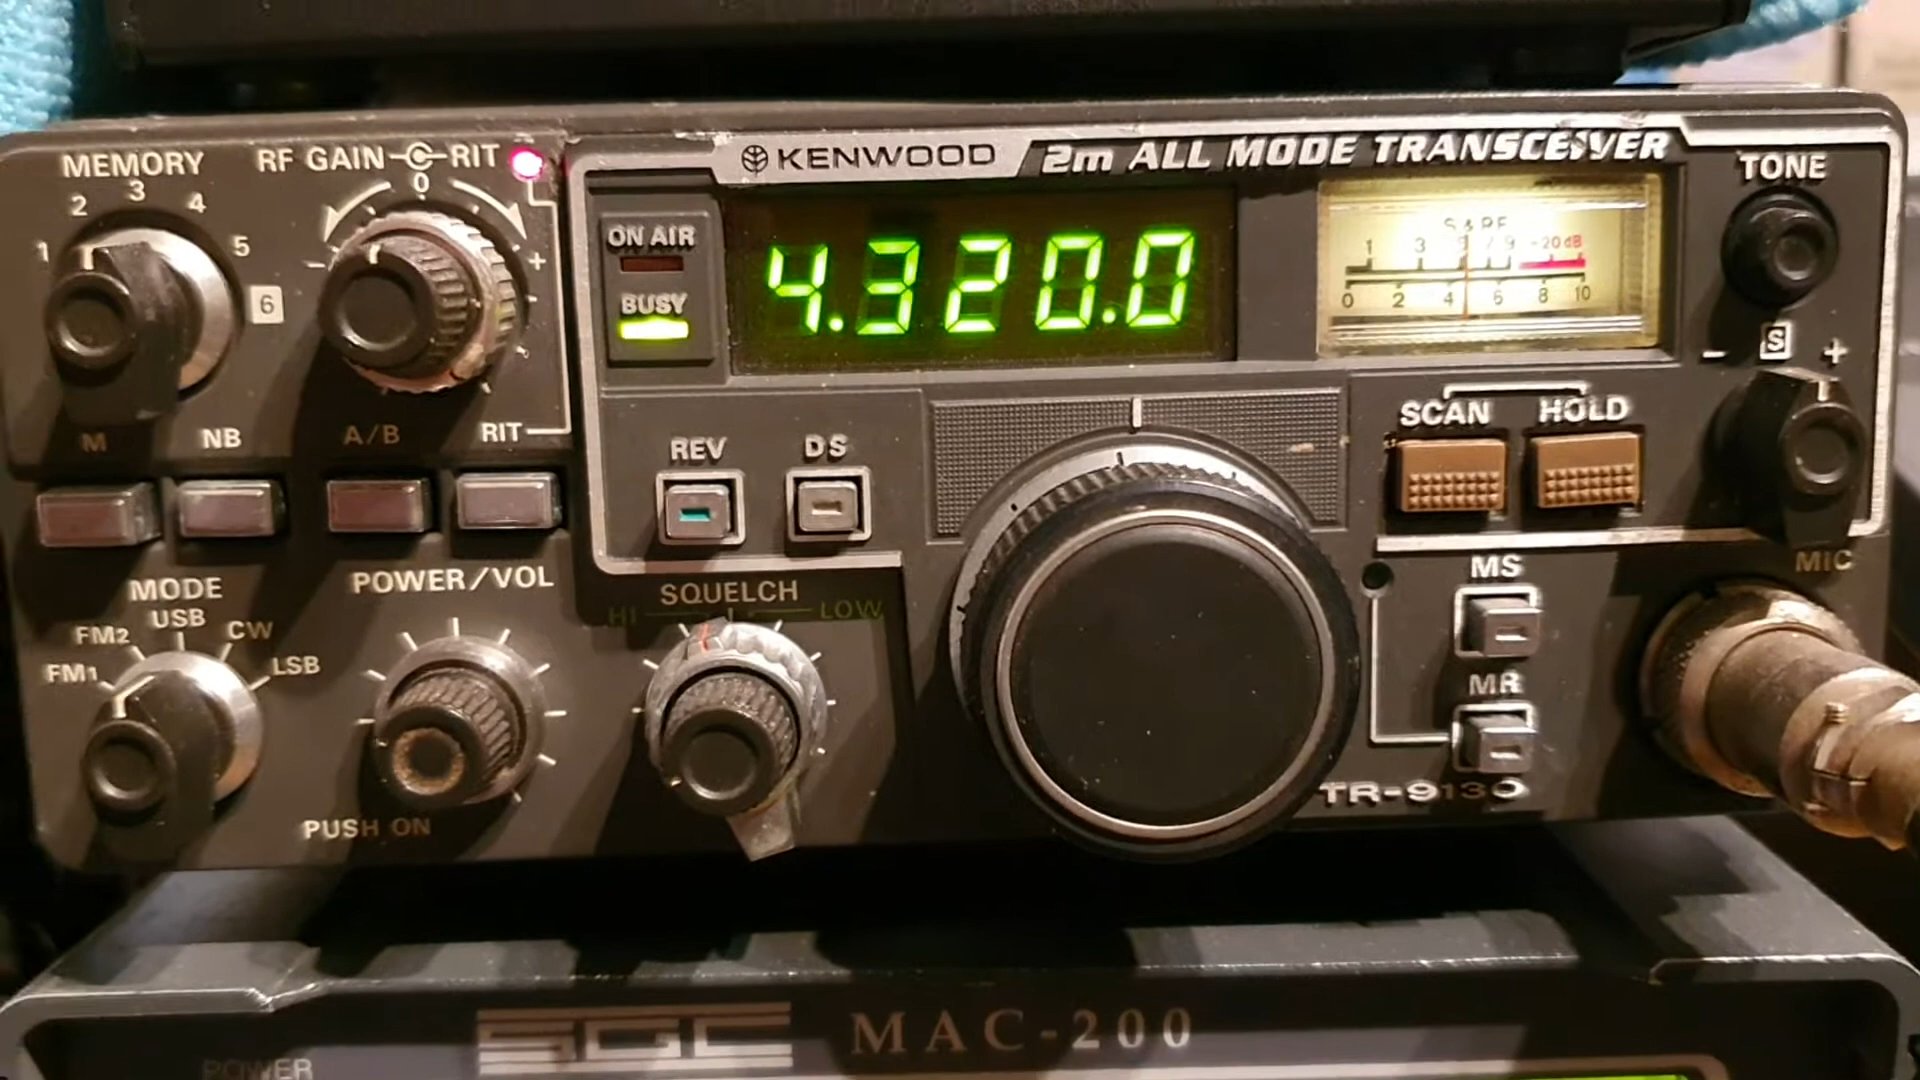 KENWOOD 2m ALL MODE TRANSCEIVER
MEMORY RF GAIN RIT
1 2 3 4 5 6
0
- +
M NB A/B RIT
ON AIR
BUSY
4.320.0
S & RF
1 3 5 7 9 -20dB
0 2 4 6 8 10
TONE
- S +
REV DS
SCAN HOLD
MODE
FM1 FM2 USB CW LSB
POWER/VOL
PUSH ON
SQUELCH
HI LOW
MS
MR
MIC
TR-9130
SGC MAC-200
POWER